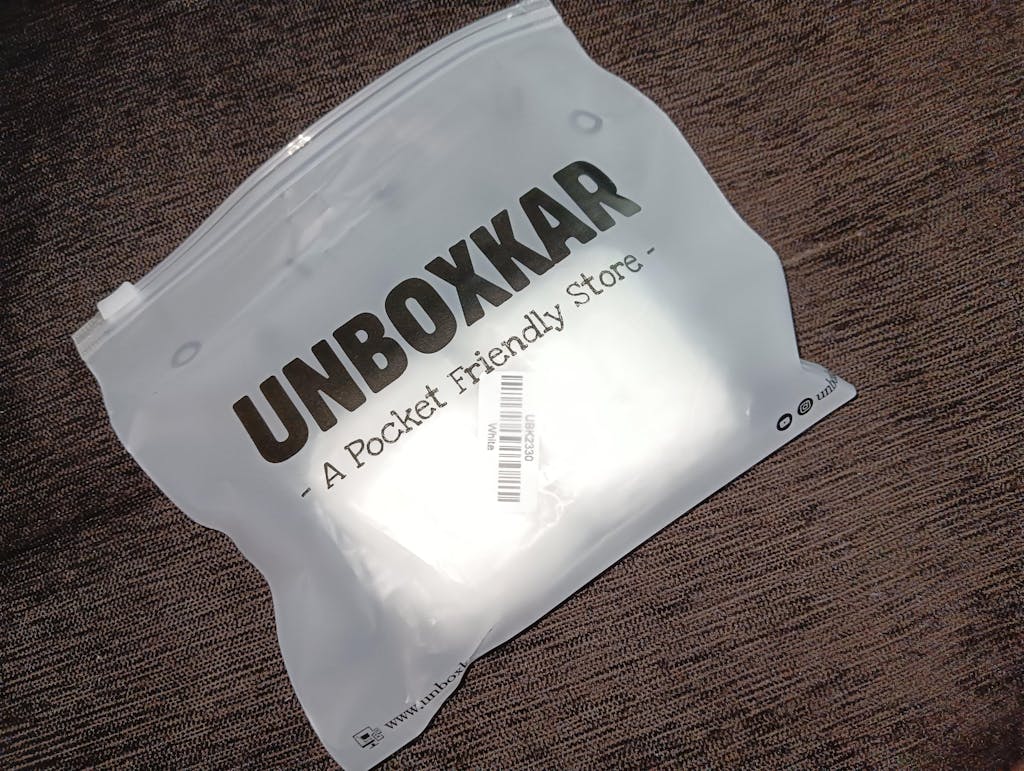 UNBOXKAR
- A Pocket Friendly Store -
UBK2330
White